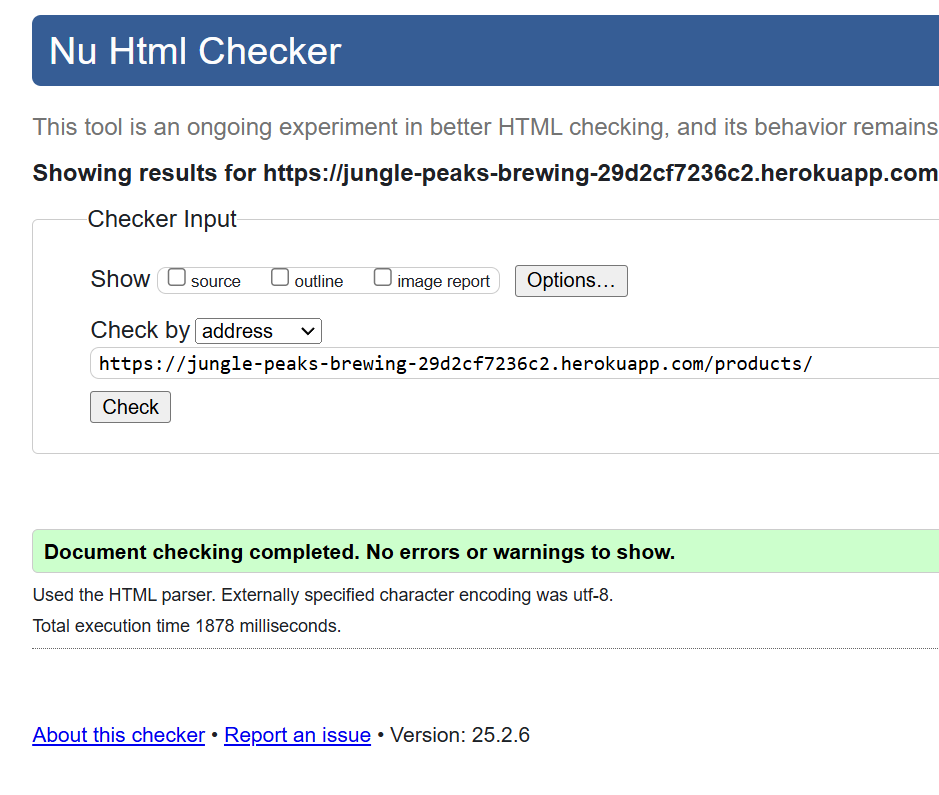 Nu Html Checker
This tool is an ongoing experiment in better HTML checking, and its behavior remains
Showing results for https://jungle-peaks-brewing-29d2cf7236c2.herokuapp.com
Checker Input
Show source outline image report Options...
Check by address
https://jungle-peaks-brewing-29d2cf7236c2.herokuapp.com/products/
Check
Document checking completed. No errors or warnings to show.
Used the HTML parser. Externally specified character encoding was utf-8.
Total execution time 1878 milliseconds.
About this checker • Report an issue • Version: 25.2.6